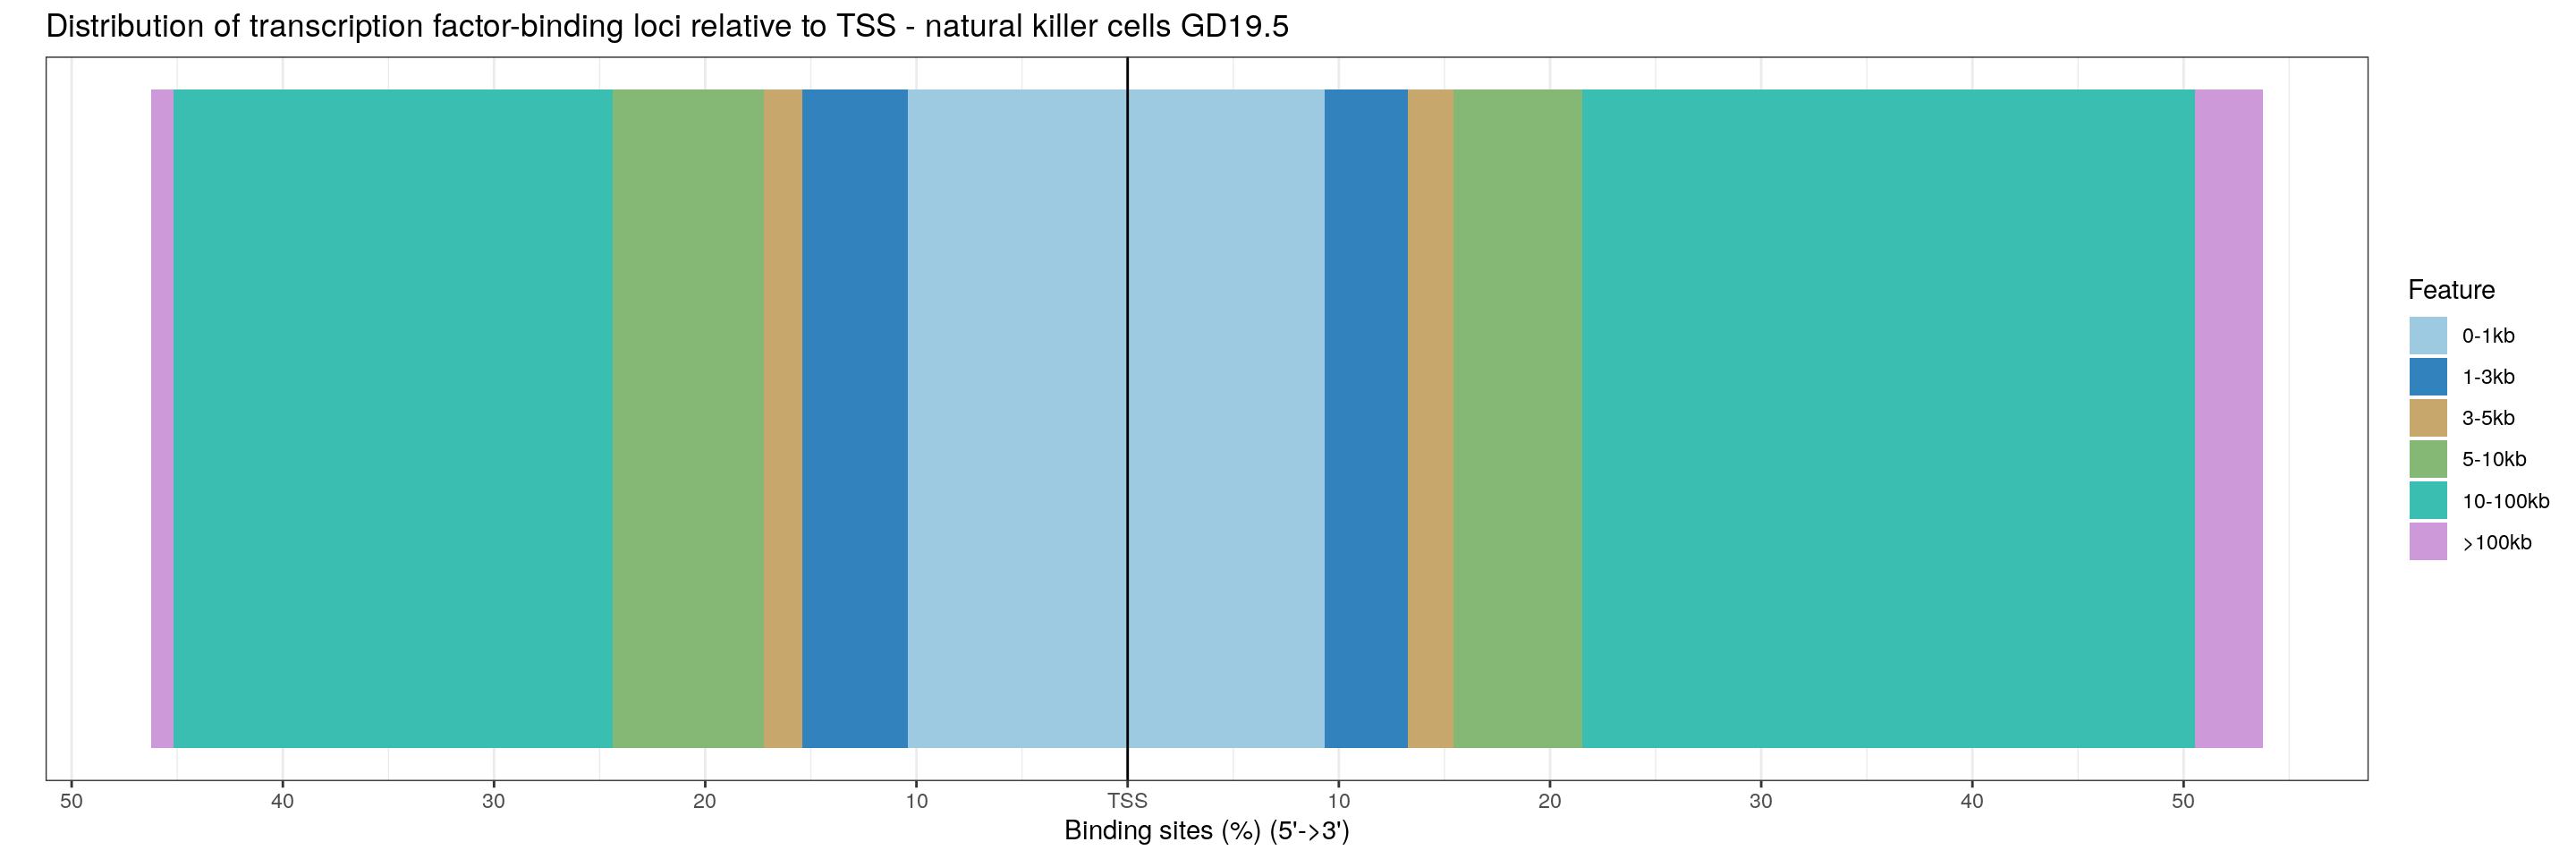 Distribution of transcription factor-binding loci relative to TSS - natural killer cells GD19.5
Feature
0-1kb
1-3kb
3-5kb
5-10kb
10-100kb
>100kb
50 40 30 20 10 TSS 10 20 30 40 50
Binding sites (%) (5'->3')